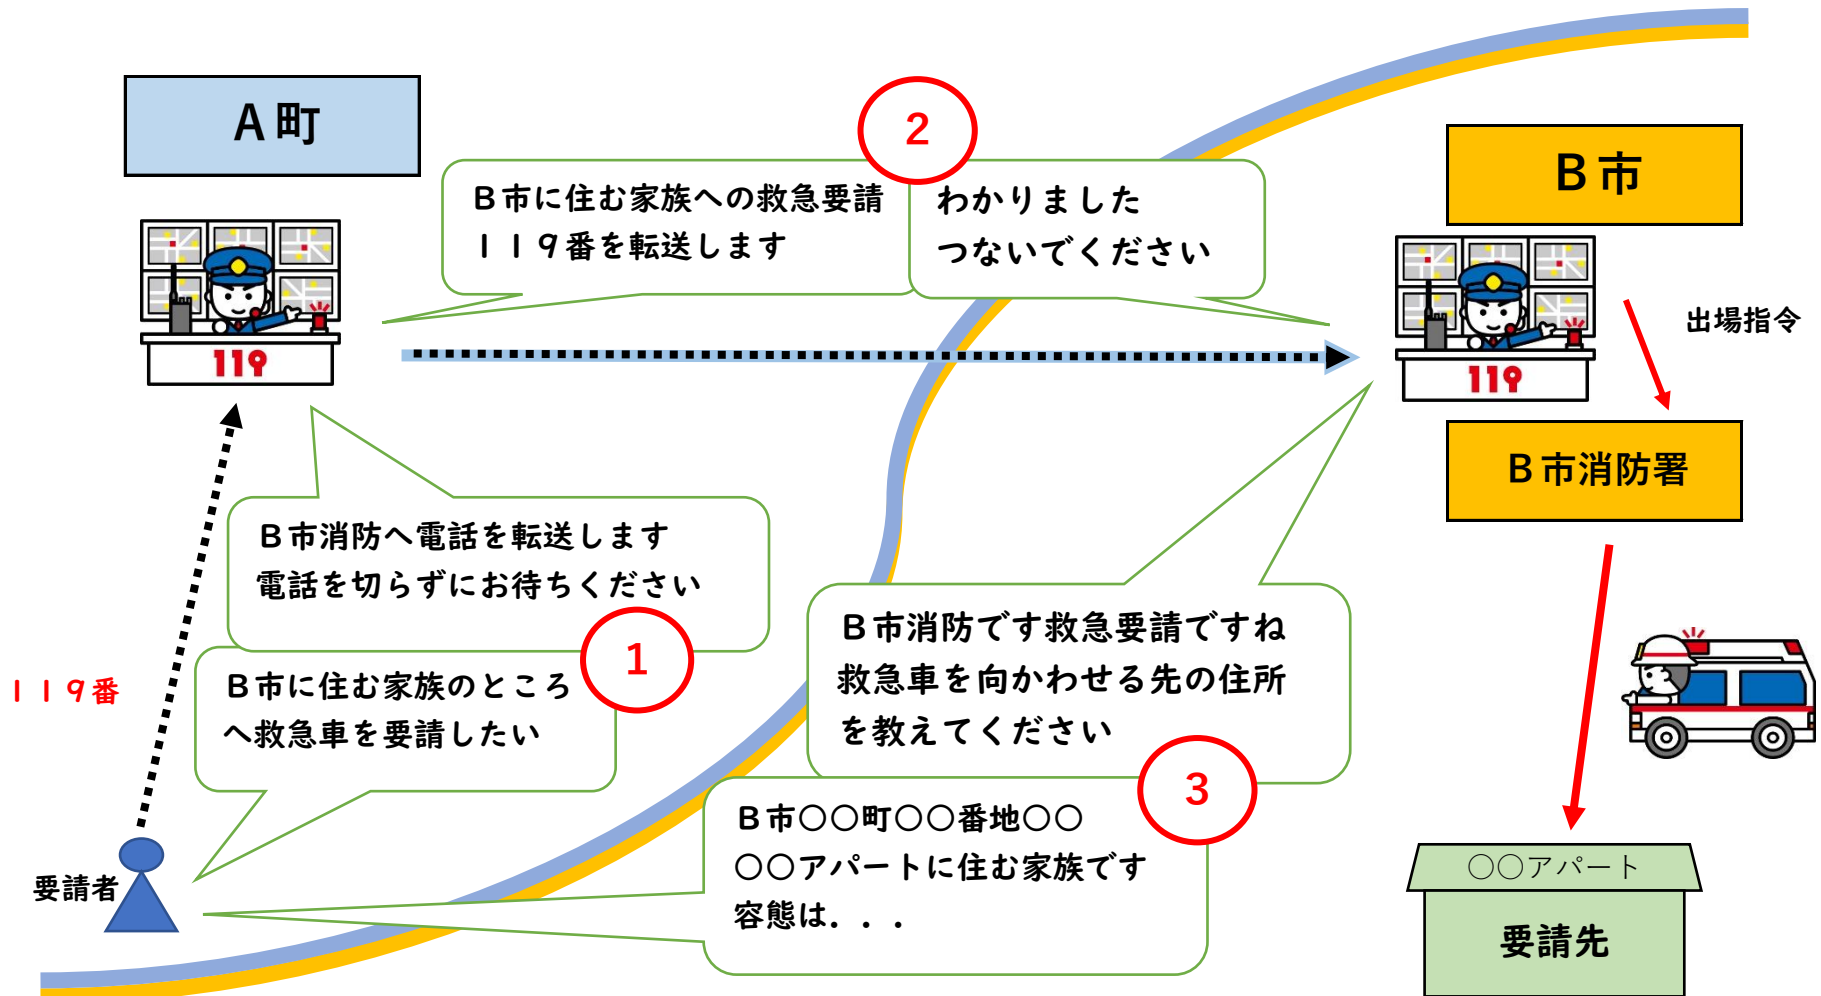 A町
B市
2
B市に住む家族への救急要請
119番を転送します
わかりました
つないでください
119
119
出場指令
B市消防署
B市消防へ電話を転送します
電話を切らずにお待ちください
1
B市に住む家族のところ
へ救急車を要請したい
119番
要請者
B市消防です救急要請ですね
救急車を向かわせる先の住所
を教えてください
3
B市○○町○○番地○○
○○アパートに住む家族です
容態は...
○○アパート
要請先